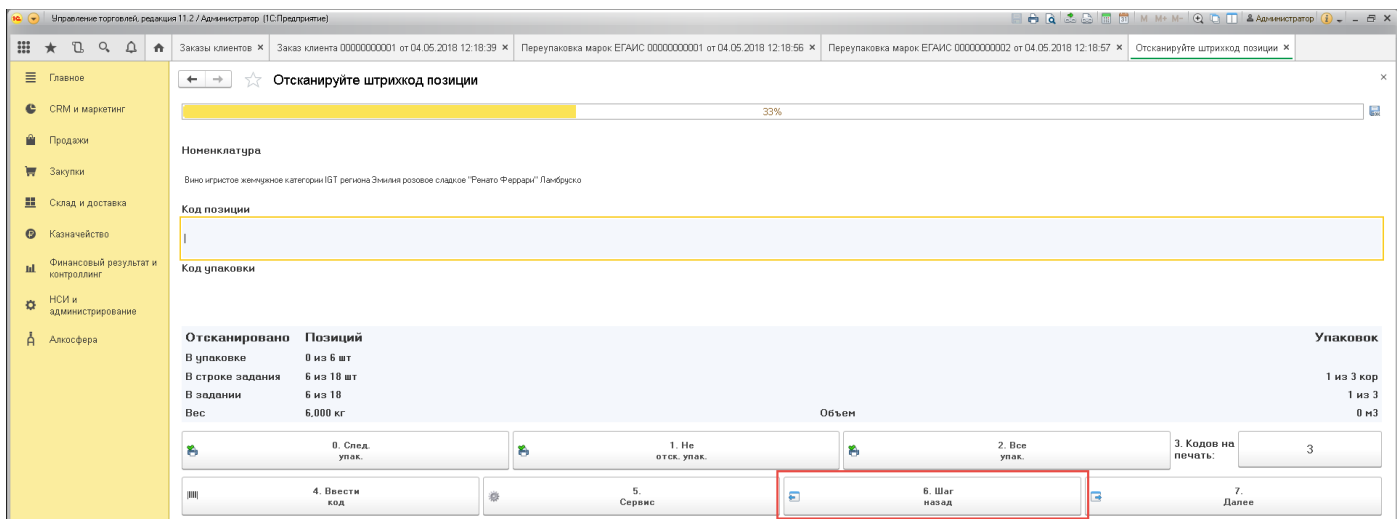 Управление торговлей, редакция 11.2 / Администратор (1С:Предприятие)
M M+ M- Администратор
Заказы клиентов × Заказ клиента 00000000001 от 04.05.2018 12:18:39 × Переупаковка марок ЕГАИС 00000000001 от 04.05.2018 12:18:56 × Переупаковка марок ЕГАИС 00000000002 от 04.05.2018 12:18:57 × Отсканируйте штрихкод позиции ×
Главное
CRM и маркетинг
Продажи
Закупки
Склад и доставка
Казначейство
Финансовый результат и
контроллинг
НСИ и
администрирование
Алкосфера
Отсканируйте штрихкод позиции
33%
Номенклатура
Вино игристое жемчужное категории IGT региона Эмилия розовое сладкое "Ренато Феррари" Ламбруско
Код позиции
Код упаковки
Отсканировано Позиций Упаковок
В упаковке 0 из 6 шт
В строке задания 6 из 18 шт 1 из 3 кор
В задании 6 из 18 1 из 3
Вес 6,000 кг Объем 0 м3
0. След.
упак.
1. Не
отск. упак.
2. Все
упак.
3. Кодов на
печать:
3
4. Ввести
код
5.
Сервис
6. Шаг
назад
7.
Далее